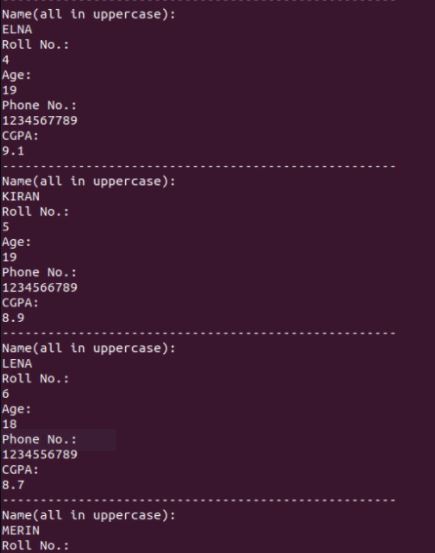 Name(all in uppercase):
ELNA
Roll No.:
4
Age:
19
Phone No.:
1234567789
CGPA:
9.1
----------------------------------------------------
Name(all in uppercase):
KIRAN
Roll No.:
5
Age:
19
Phone No.:
1234566789
CGPA:
8.9
----------------------------------------------------
Name(all in uppercase):
LENA
Roll No.:
6
Age:
18
Phone No.:
1234556789
CGPA:
8.7
----------------------------------------------------
Name(all in uppercase):
MERIN
Roll No.: